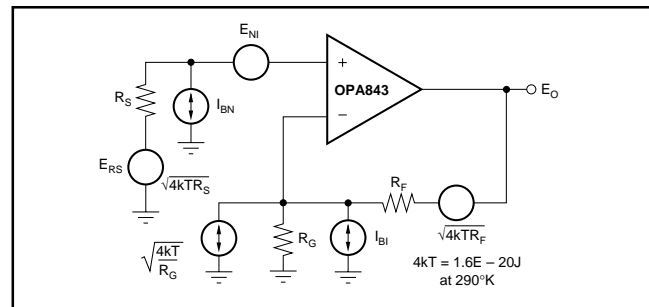 E_NI
+
OPA843
−
E_O
R_S
I_BN
E_RS
√4kTR_S
R_F
√4kT/R_G
R_G
I_BI
√4kTR_F
4kT = 1.6E – 20J
at 290°K